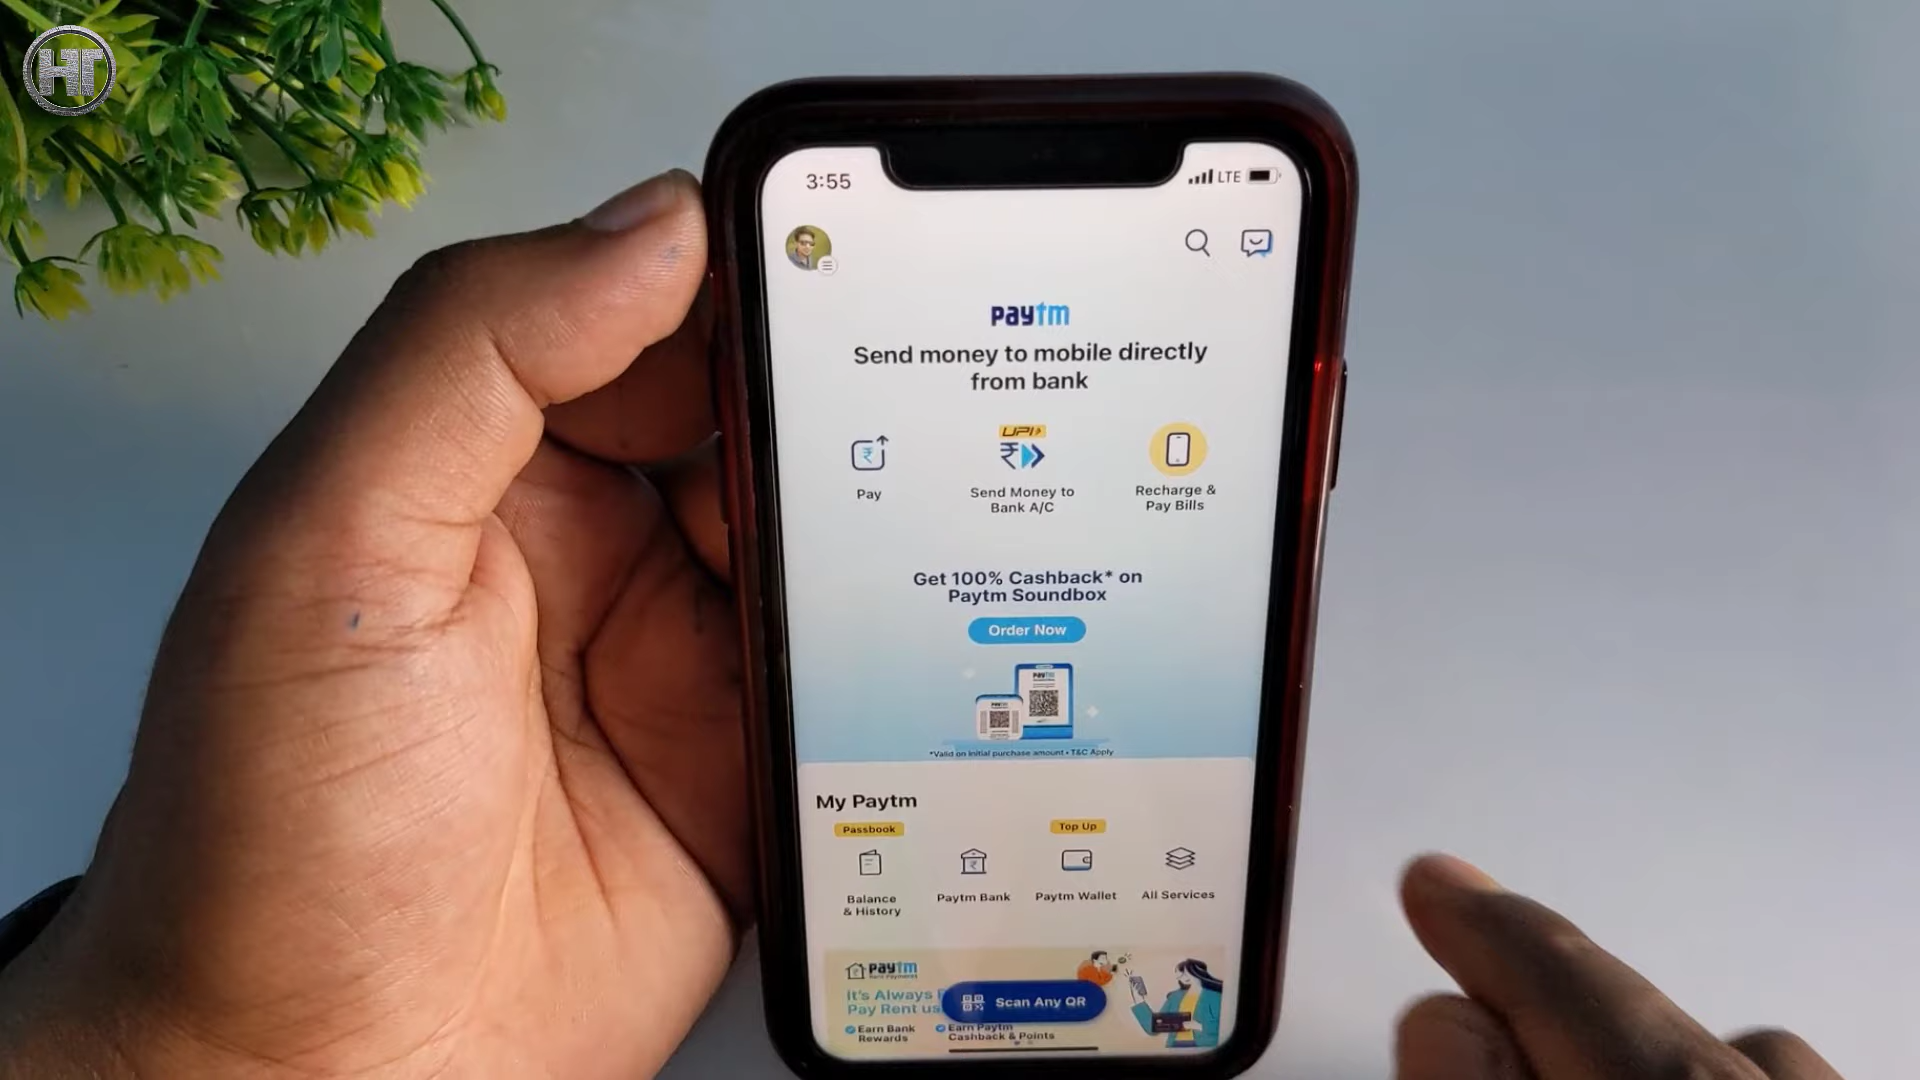 HT
3:55
LTE
paytm
Send money to mobile directly
from bank
UPI
Pay
Send Money to
Bank A/C
Recharge &
Pay Bills
Get 100% Cashback* on
Paytm Soundbox
Order Now
paytm
paytm
*Valid on initial purchase amount • T&C Apply
My Paytm
Passbook
Top Up
Balance
& History
Paytm Bank
Paytm Wallet
All Services
paytm
It's Always
Pay Rent us
Scan Any QR
Earn Bank
Rewards
Earn Paytm
Cashback & Points